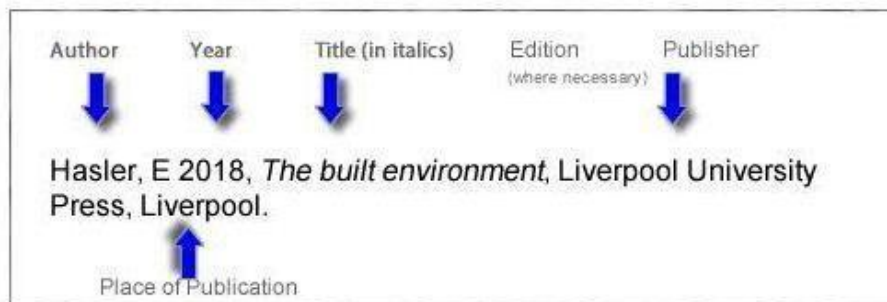 Author Year Title (in italics) Edition Publisher
(where necessary)
Hasler, E 2018, The built environment, Liverpool University
Press, Liverpool.
Place of Publication